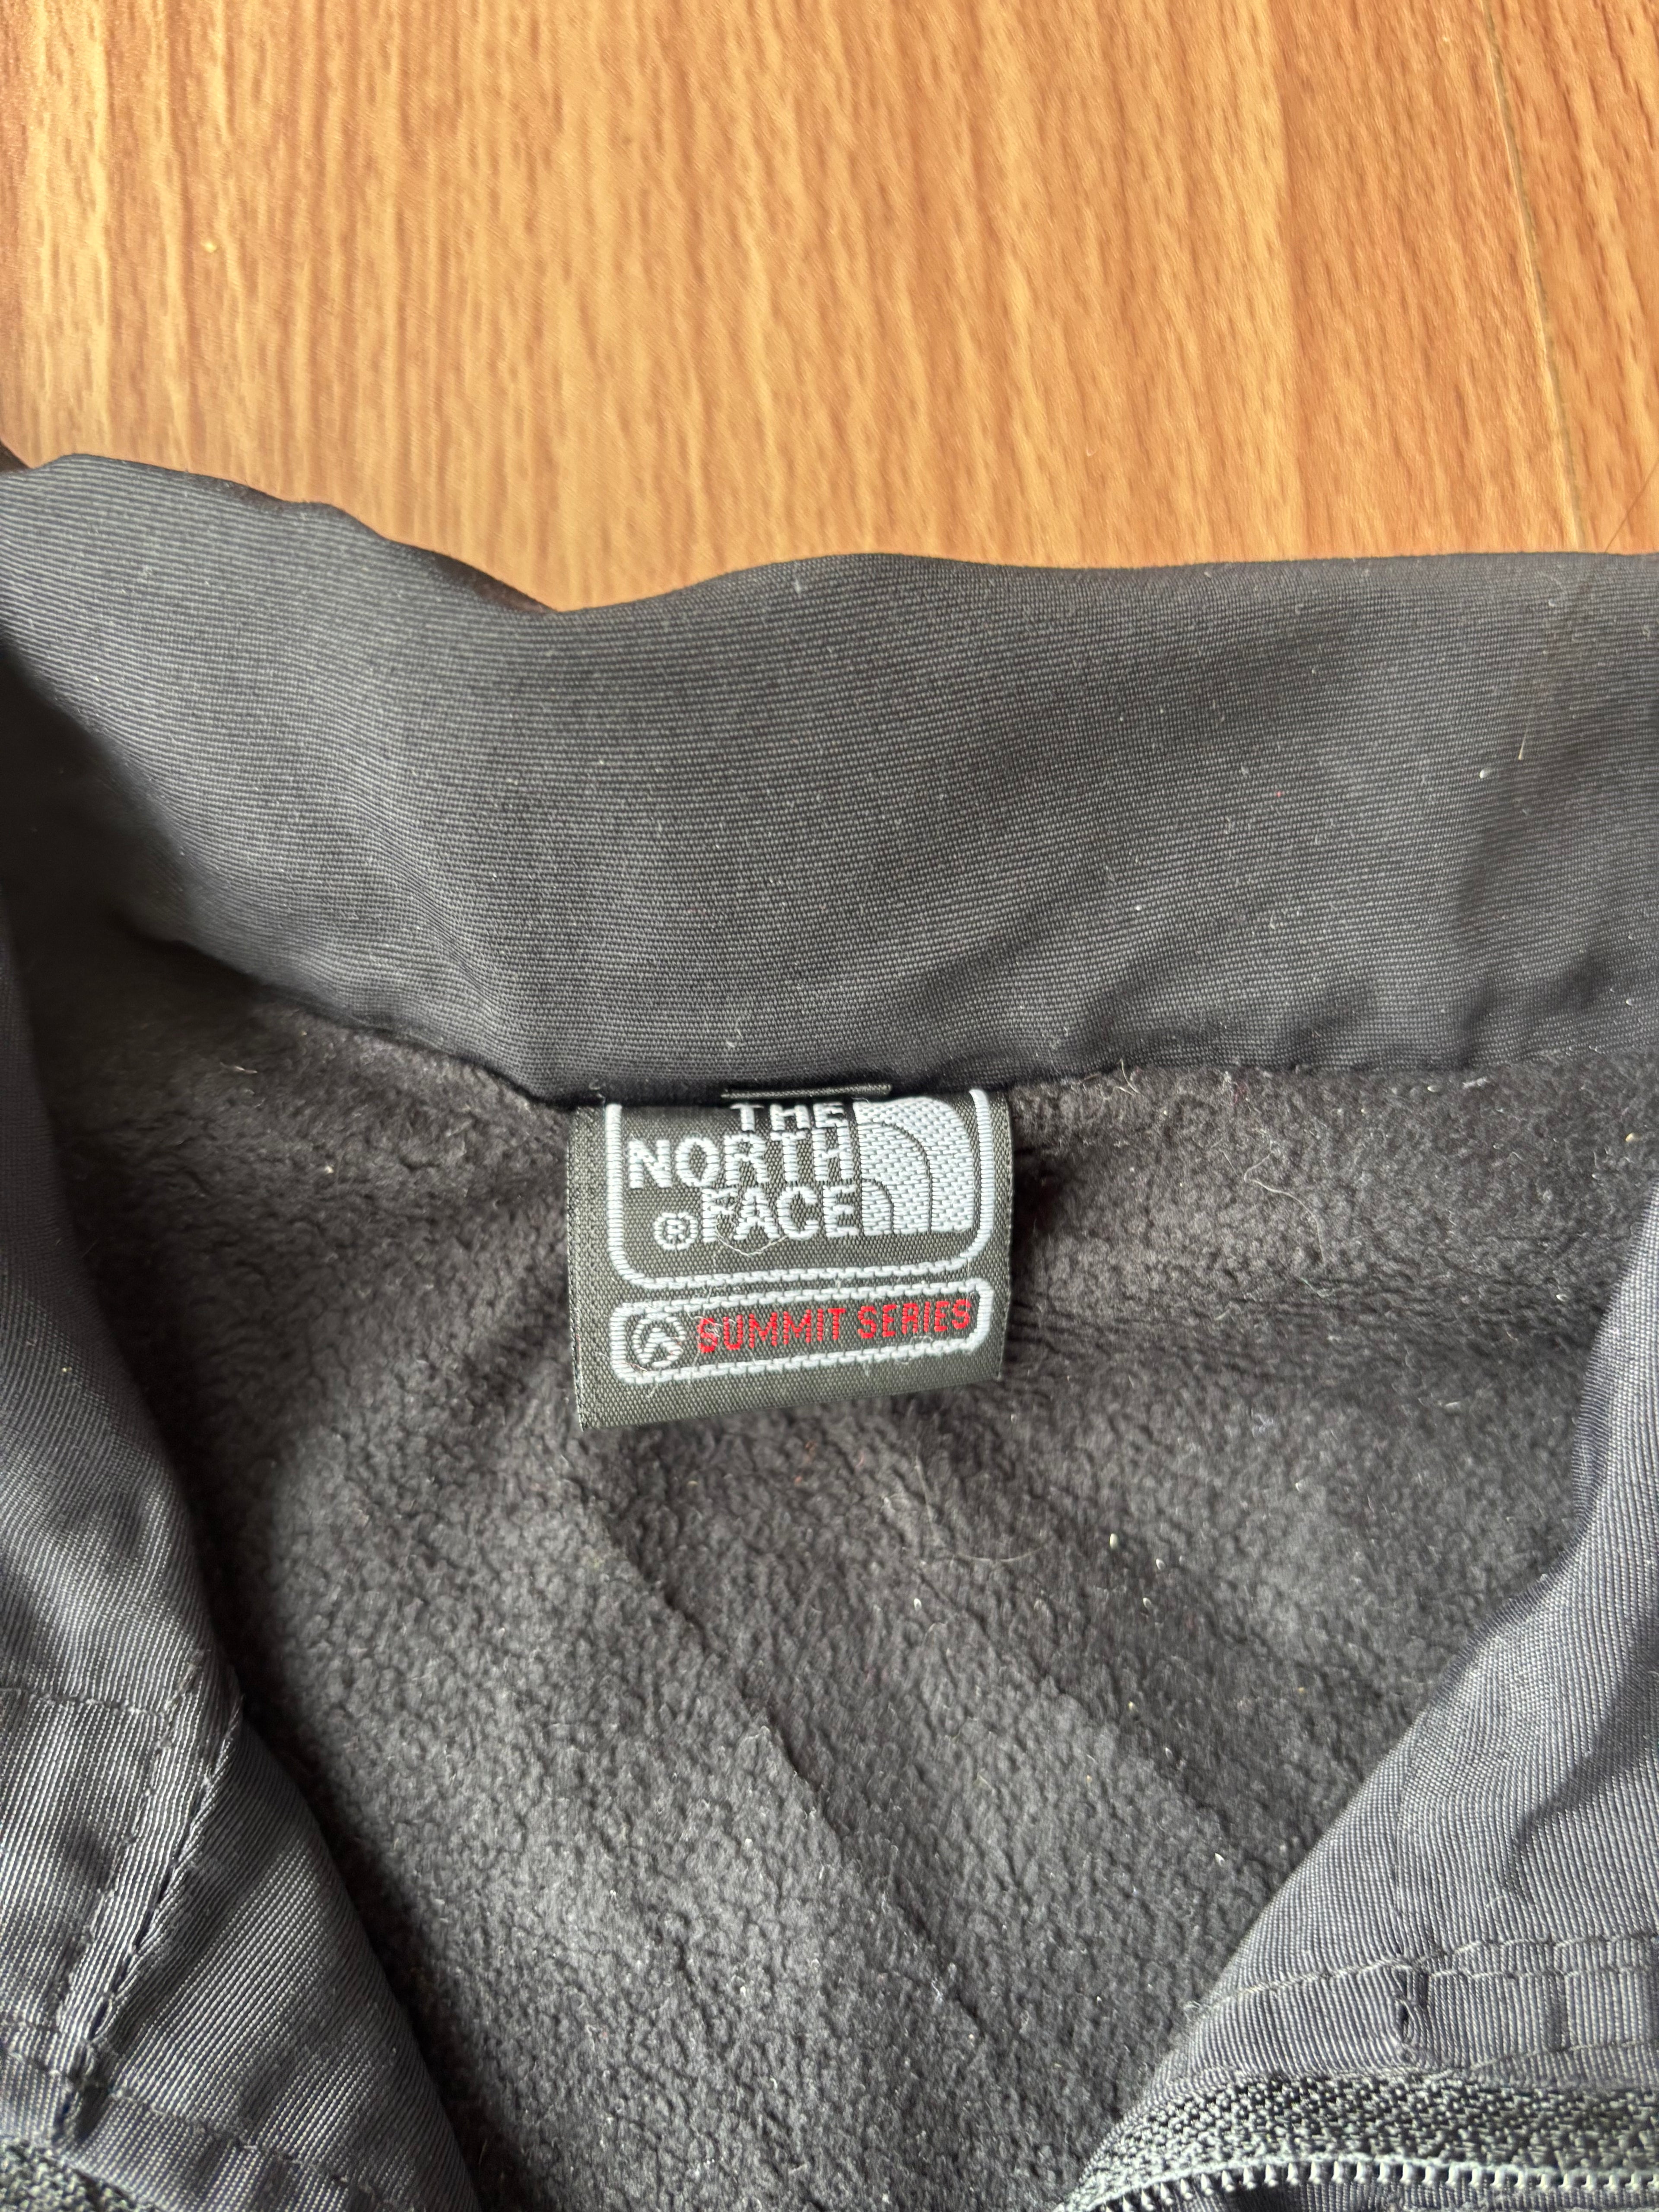 THE
NORTH
® FACE
SUMMIT SERIES